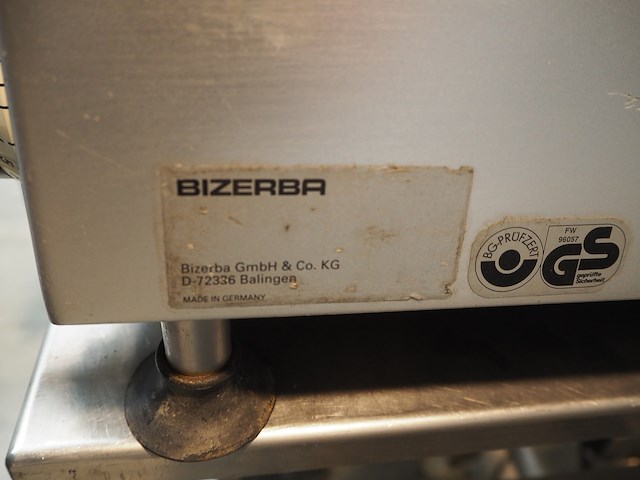 BIZERBA
Bizerba GmbH & Co. KG
D-72336 Balingen
MADE IN GERMANY
BG-PRÜFZERT
FW
96057
GS
geprüfte
Sicherheit